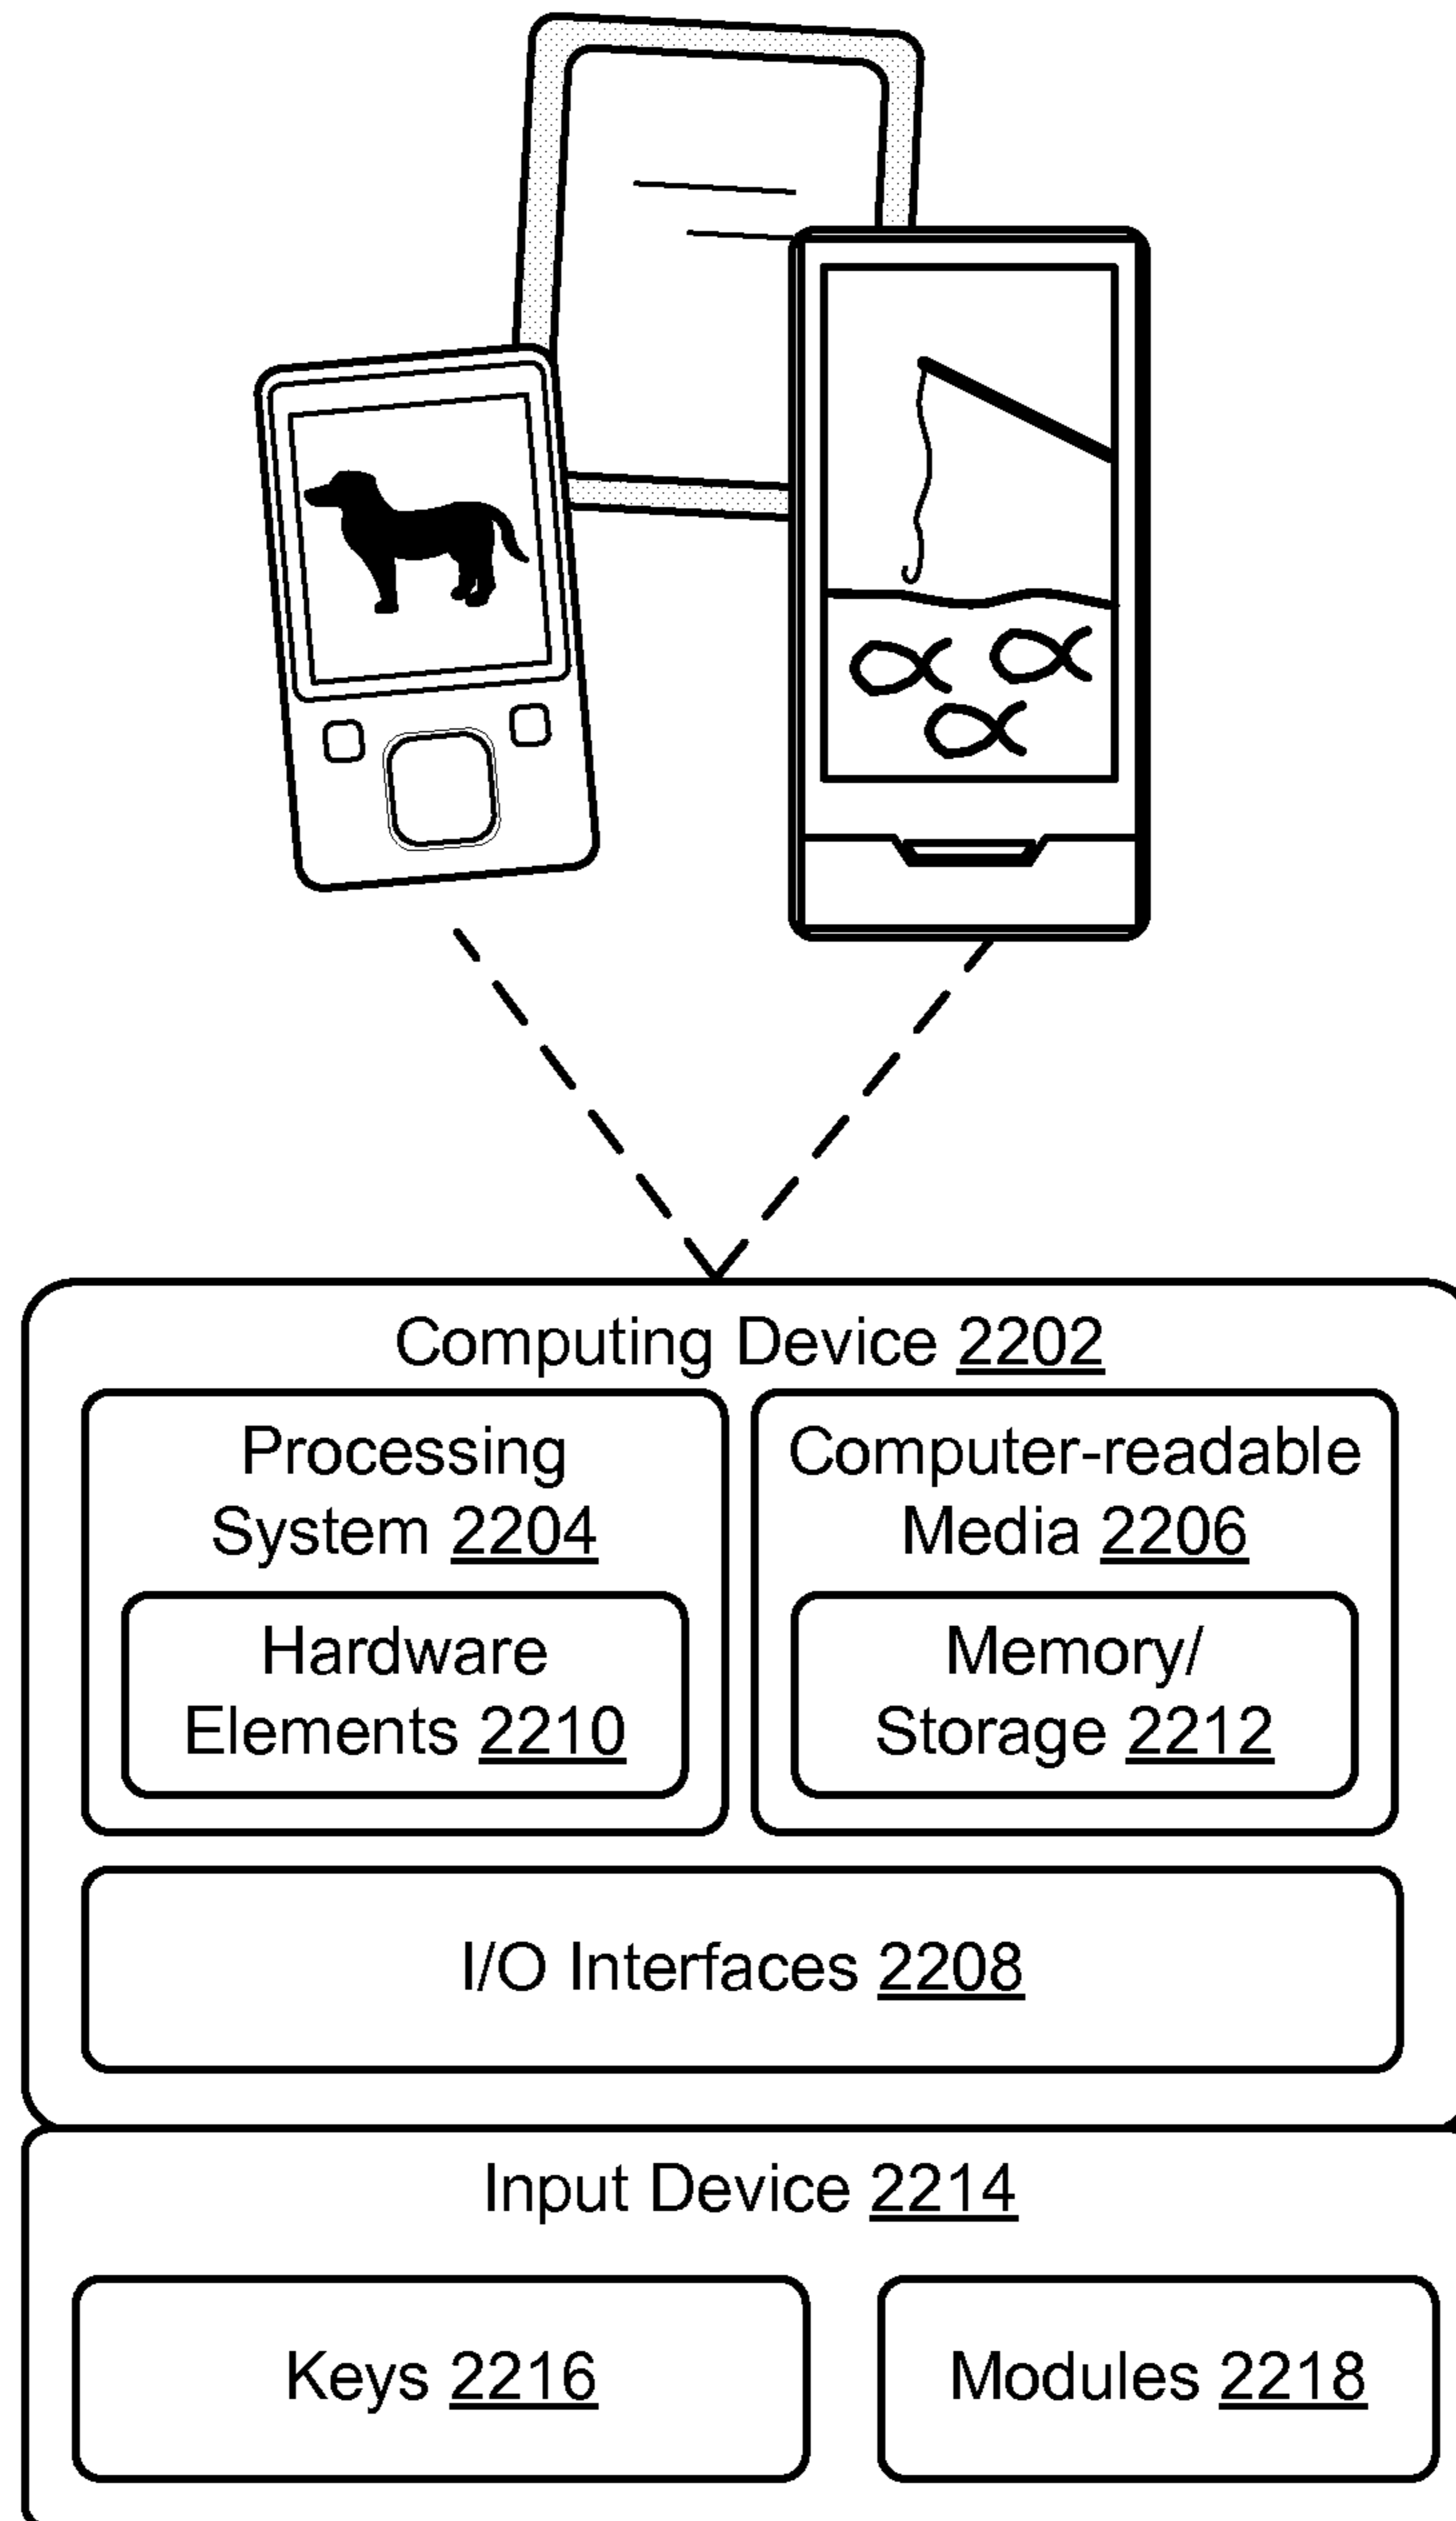 Computing Device 2202
Processing
System 2204
Hardware
Elements 2210
Computer-readable
Media 2206
Memory/
Storage 2212
I/O Interfaces 2208
Input Device 2214
Keys 2216
Modules 2218